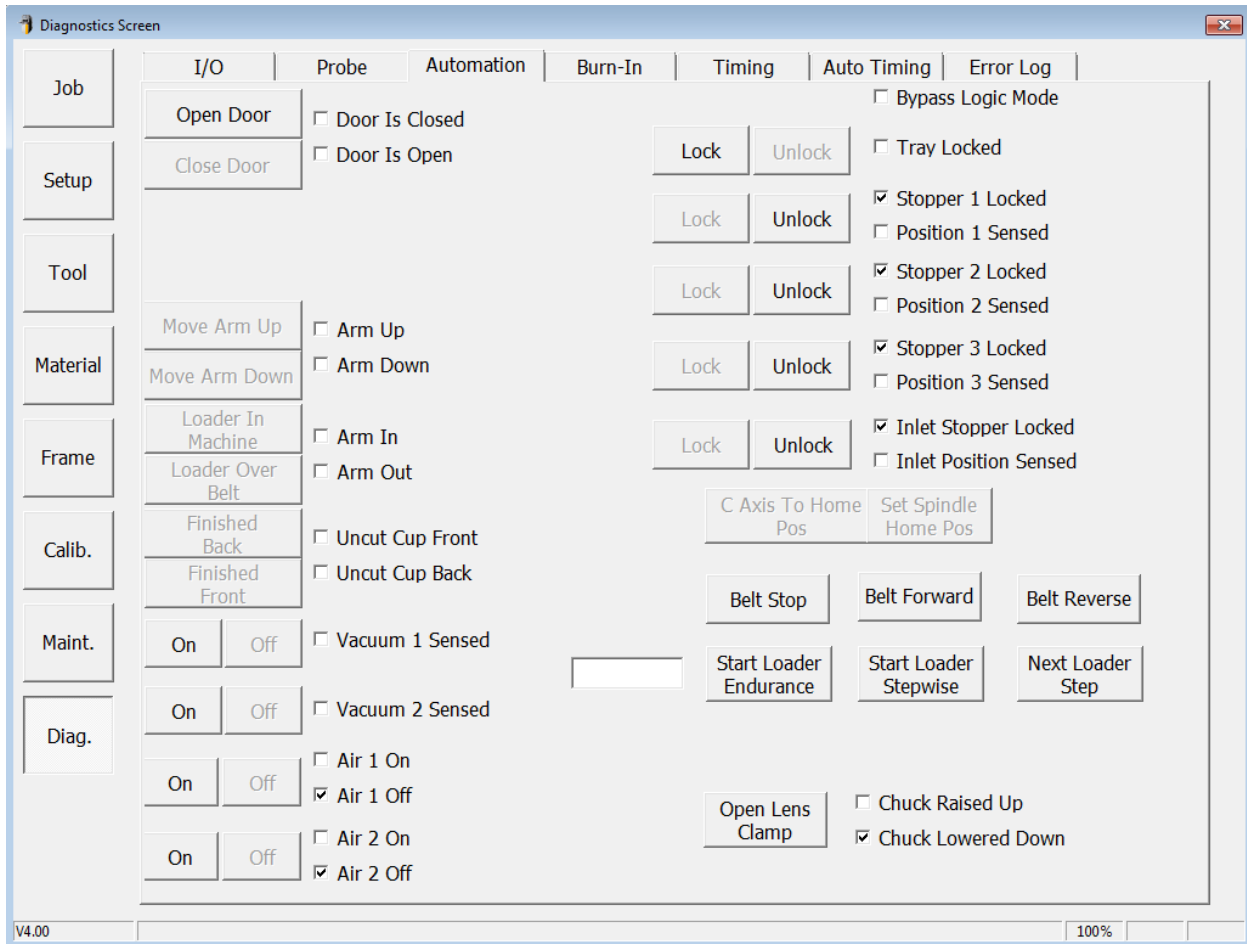 Diagnostics Screen
Job
Setup
Tool
Material
Frame
Calib.
Maint.
Diag.
I/O
Probe
Automation
Burn-In
Timing
Auto Timing
Error Log
Open Door
Door Is Closed
Close Door
Door Is Open
Move Arm Up
Arm Up
Move Arm Down
Arm Down
Loader In
Machine
Arm In
Loader Over
Belt
Arm Out
Finished
Back
Uncut Cup Front
Finished
Front
Uncut Cup Back
On
Off
Vacuum 1 Sensed
On
Off
Vacuum 2 Sensed
On
Off
Air 1 On
Air 1 Off
On
Off
Air 2 On
Air 2 Off
Bypass Logic Mode
Lock
Unlock
Tray Locked
Lock
Unlock
Stopper 1 Locked
Position 1 Sensed
Lock
Unlock
Stopper 2 Locked
Position 2 Sensed
Lock
Unlock
Stopper 3 Locked
Position 3 Sensed
Lock
Unlock
Inlet Stopper Locked
Inlet Position Sensed
C Axis To Home
Pos
Set Spindle
Home Pos
Belt Stop
Belt Forward
Belt Reverse
Start Loader
Endurance
Start Loader
Stepwise
Next Loader
Step
Open Lens
Clamp
Chuck Raised Up
Chuck Lowered Down
V4.00
100%